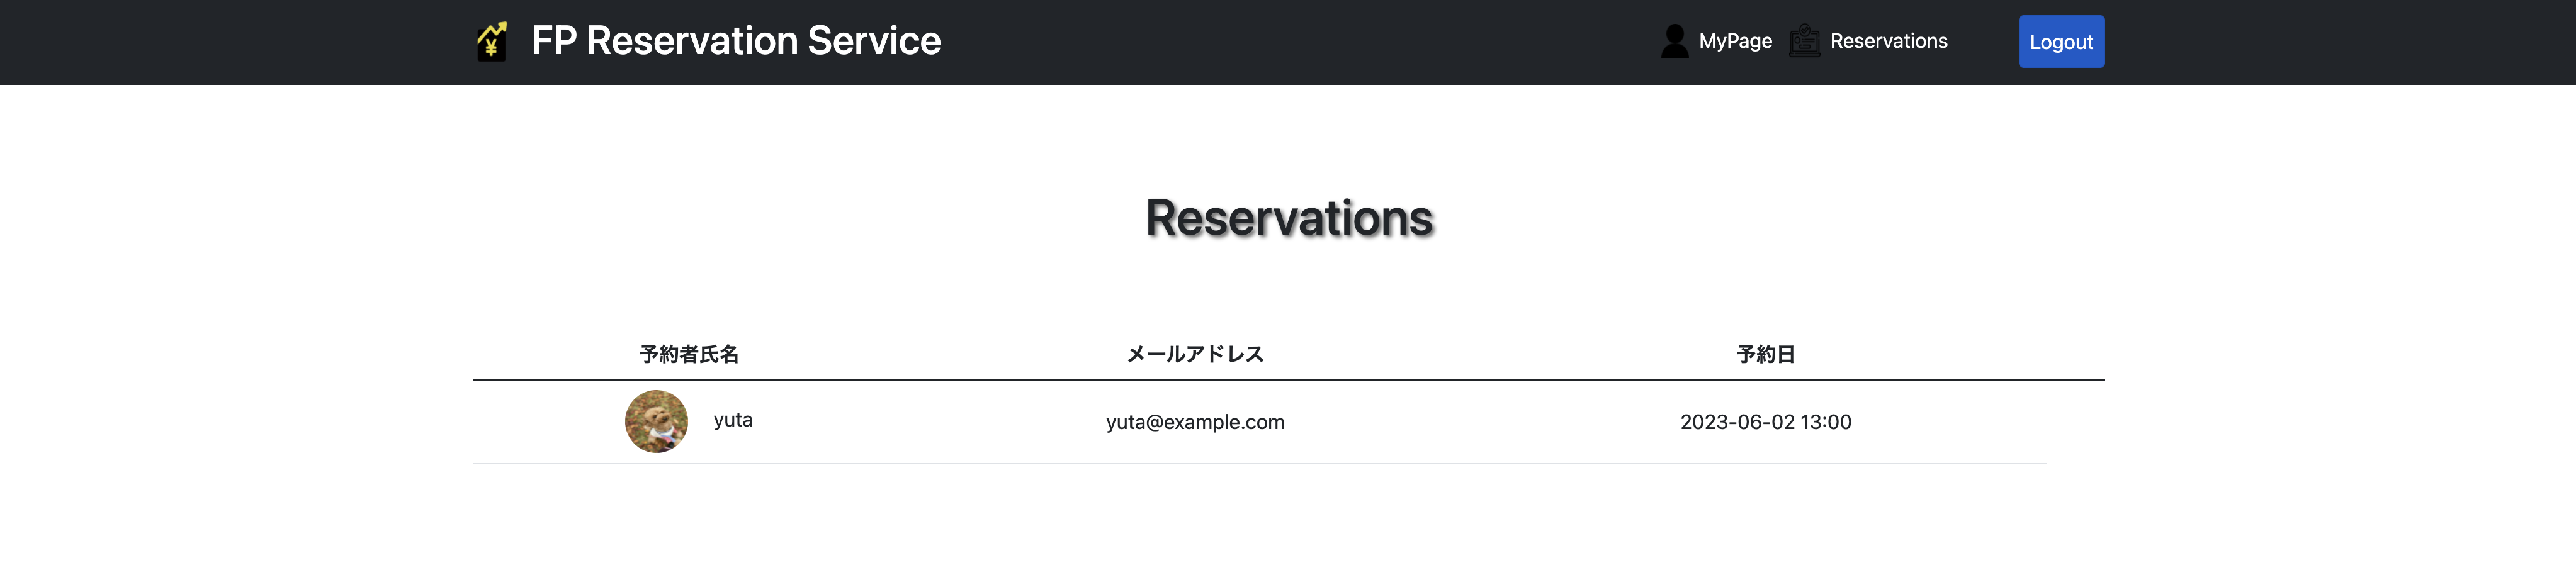 ¥ FP Reservation Service MyPage Reservations Logout
Reservations
予約者氏名 メールアドレス 予約日
yuta yuta@example.com 2023-06-02 13:00